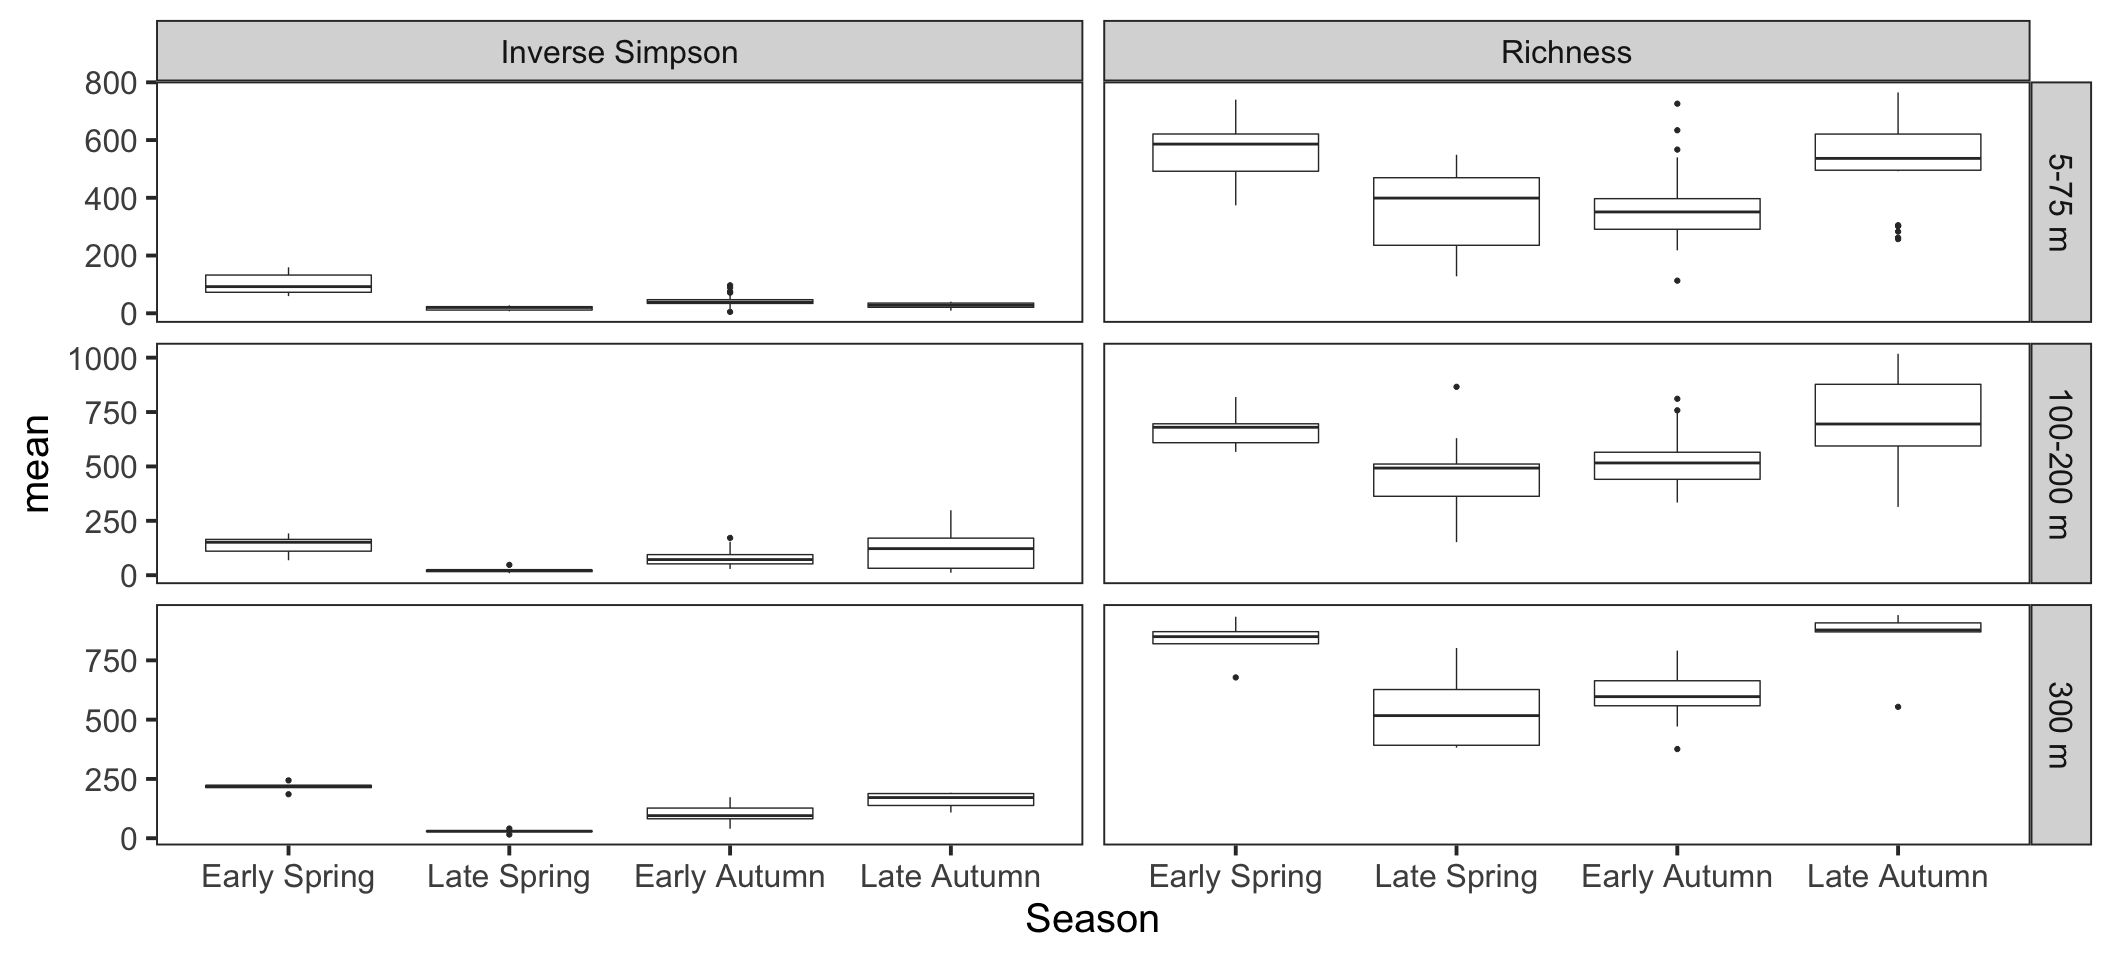 Inverse Simpson
Richness
800
600
400
200
0
5-75 m
1000
750
500
250
0
100-200 m
750
500
250
0
300 m
mean
Early Spring
Late Spring
Early Autumn
Late Autumn
Early Spring
Late Spring
Early Autumn
Late Autumn
Season